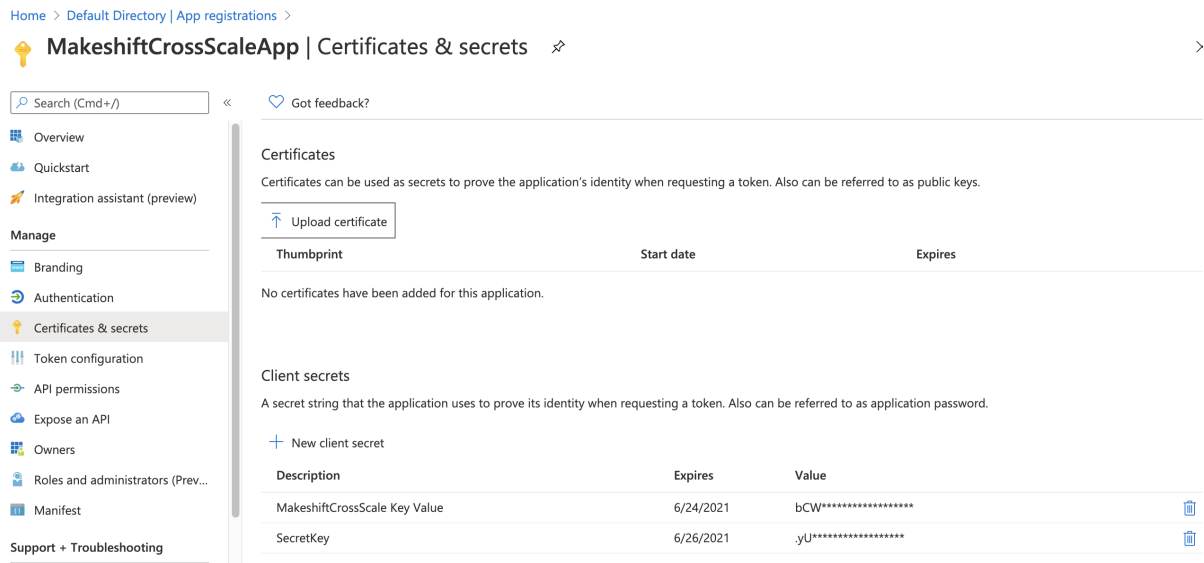 Home > Default Directory | App registrations >
MakeshiftCrossScaleApp | Certificates & secrets
Search (Cmd+/)
«
Overview
Quickstart
Integration assistant (preview)
Manage
Branding
Authentication
Certificates & secrets
Token configuration
API permissions
Expose an API
Owners
Roles and administrators (Prev...
Manifest
Support + Troubleshooting
Got feedback?
Certificates
Certificates can be used as secrets to prove the application's identity when requesting a token. Also can be referred to as public keys.
Upload certificate
Thumbprint Start date Expires
No certificates have been added for this application.
Client secrets
A secret string that the application uses to prove its identity when requesting a token. Also can be referred to as application password.
New client secret
Description Expires Value
MakeshiftCrossScale Key Value 6/24/2021 bCW******************
SecretKey 6/26/2021 .yU******************